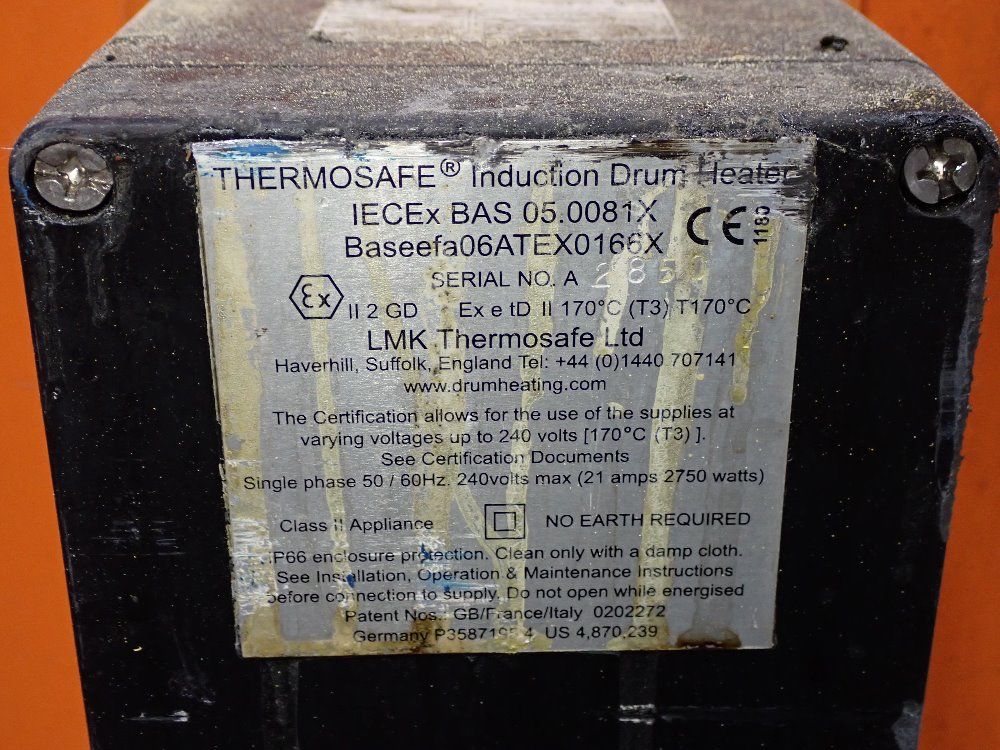 THERMOSAFE® Induction Drum Heater
IECEx BAS 05.0081X
Baseefa06ATEX0166X CE 1180
SERIAL NO. A 2850
Ex II 2 GD Ex e tD II 170°C (T3) T170°C
LMK Thermosafe Ltd
Haverhill, Suffolk, England Tel: +44 (0)1440 707141
www.drumheating.com
The Certification allows for the use of the supplies at
varying voltages up to 240 volts [170°C (T3) ].
See Certification Documents
Single phase 50 / 60Hz. 240volts max (21 amps 2750 watts)
Class II Appliance NO EARTH REQUIRED
IP66 enclosure protection. Clean only with a damp cloth.
See Installation, Operation & Maintenance Instructions
before connection to supply. Do not open while energised
Patent Nos.: GB/France/Italy 0202272
Germany US 4,870,239